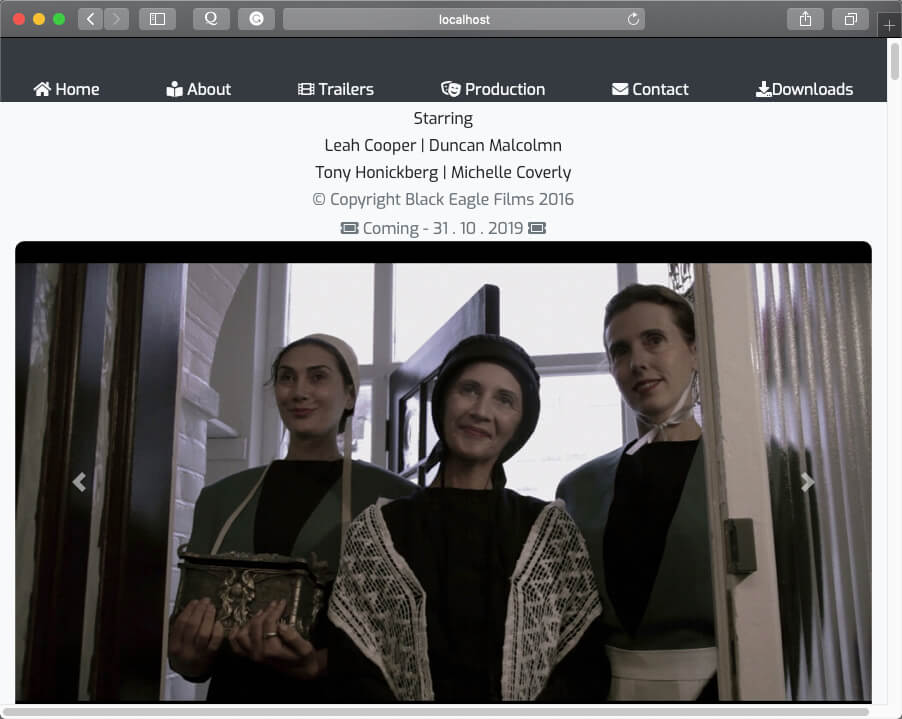 localhost
Home About Trailers Production Contact Downloads
Starring
Leah Cooper | Duncan Malcolmn
Tony Honickberg | Michelle Coverly
© Copyright Black Eagle Films 2016
Coming - 31 . 10 . 2019